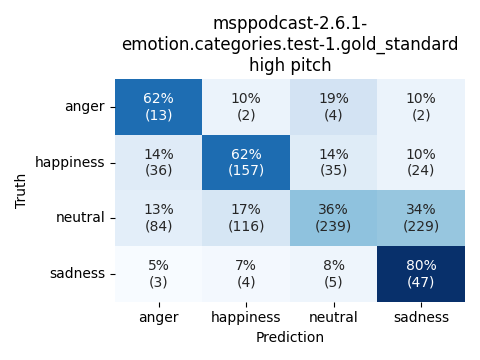 msppodcast-2.6.1-
emotion.categories.test-1.gold_standard
high pitch
Truth
anger
62% 10% 19% 10%
(13) (2) (4) (2)
happiness
14% 62% 14% 10%
(36) (157) (35) (24)
neutral
13% 17% 36% 34%
(84) (116) (239) (229)
sadness
5% 7% 8% 80%
(3) (4) (5) (47)
anger happiness neutral sadness
Prediction